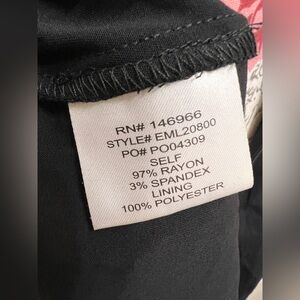 RN# 146966
STYLE# EML20800
PO# PO04309
SELF
97% RAYON
3% SPANDEX
LINING
100% POLYESTER